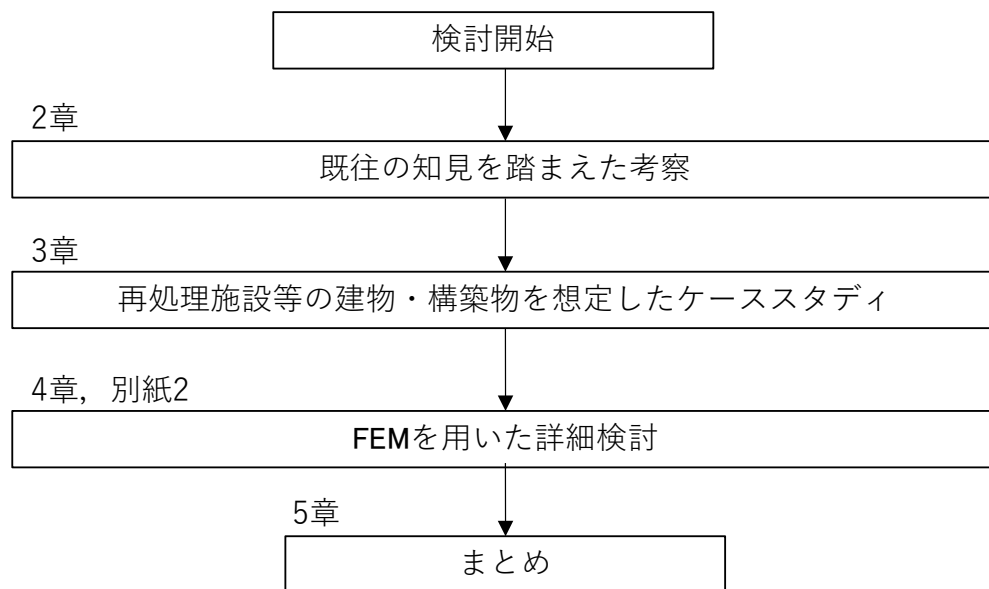 検討開始
2章
既往の知見を踏まえた考察
3章
再処理施設等の建物・構築物を想定したケーススタディ
4章，別紙2
FEMを用いた詳細検討
5章
まとめ